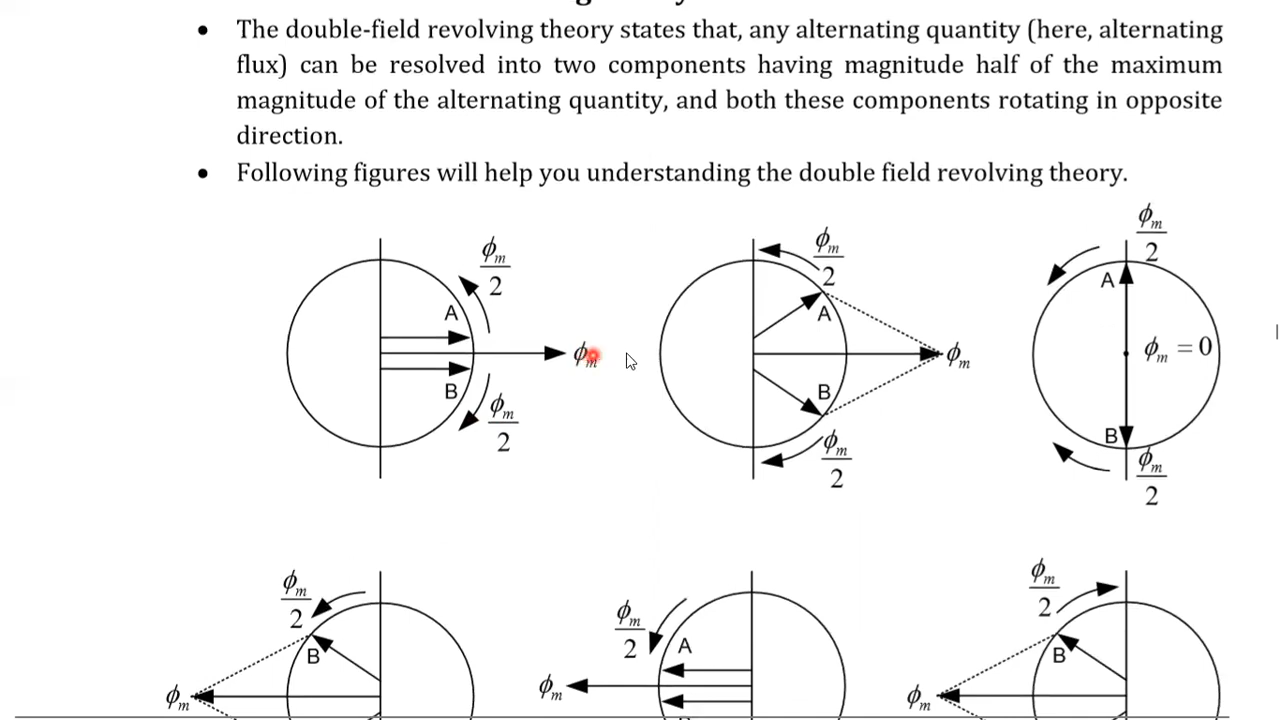 The double-field revolving theory states that, any alternating quantity (here, alternating
flux) can be resolved into two components having magnitude half of the maximum
magnitude of the alternating quantity, and both these components rotating in opposite
direction.
Following figures will help you understanding the double field revolving theory.
ϕm
2
A
ϕm
B
ϕm
2
ϕm
2
A
ϕm
B
ϕm
2
ϕm
2
A
ϕm = 0
B
ϕm
2
ϕm
2
B
ϕm
ϕm
2
A
ϕm
ϕm
2
B
ϕm